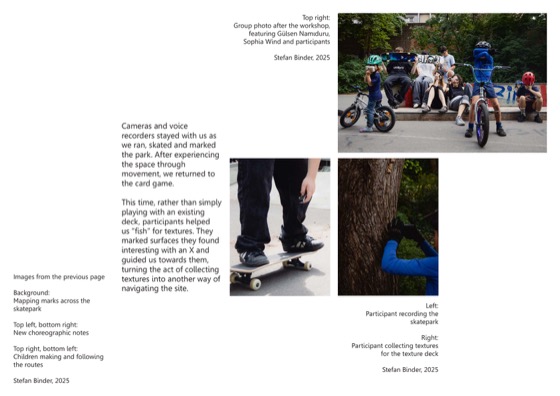 Top right:
Group photo after the workshop,
featuring Gülsen Namıduru,
Sophia Wind and participants
Stefan Binder, 2025
Cameras and voice
recorders stayed with us as
we ran, skated and marked
the park. After experiencing
the space through
movement, we returned to
the card game.
This time, rather than simply
playing with an existing
deck, participants helped
us “fish” for textures. They
marked surfaces they found
interesting with an X and
guided us towards them,
turning the act of collecting
textures into another way of
navigating the site.
Images from the previous page
Background:
Mapping marks across the
skatepark
Top left, bottom right:
New choreographic notes
Top right, bottom left:
Children making and following
the routes
Stefan Binder, 2025
Left:
Participant recording the
skatepark
Right:
Participant collecting textures
for the texture deck
Stefan Binder, 2025